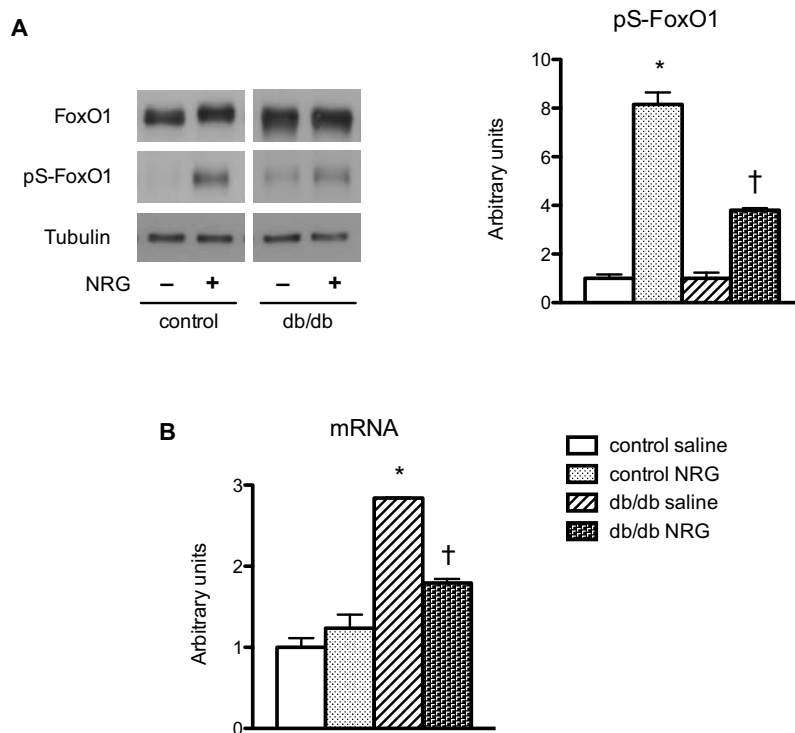 A
FoxO1
pS-FoxO1
Tubulin
NRG − + − +
control db/db
pS-FoxO1
Arbitrary units
10
8
6
4
2
0
*
†
B
mRNA
Arbitrary units
3
2
1
0
*
†
control saline
control NRG
db/db saline
db/db NRG